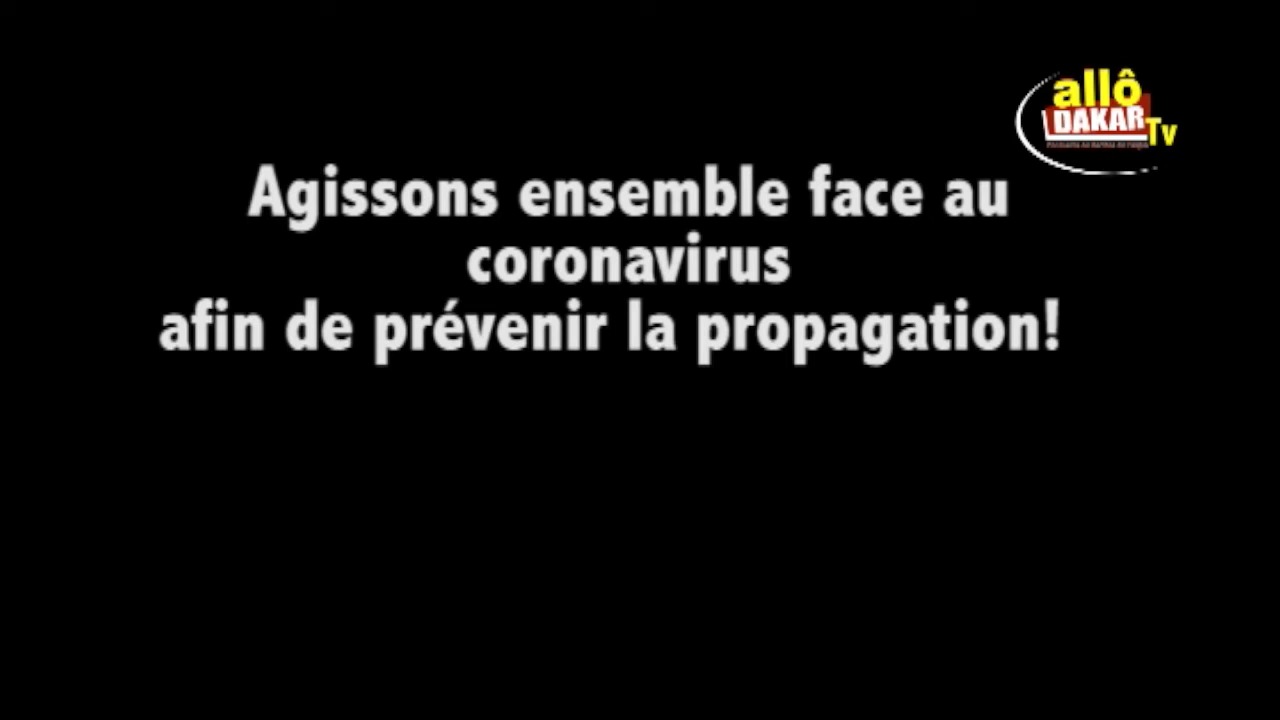 allô
DAKAR
Tv
Agissons ensemble face au
coronavirus
afin de prévenir la propagation!